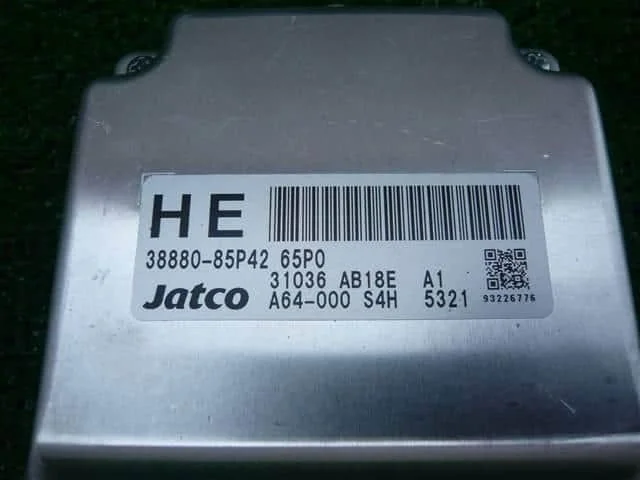 HE
38880-85P42 65P0
31036 AB18E A1
Jatco A64-000 S4H 5321
93226776